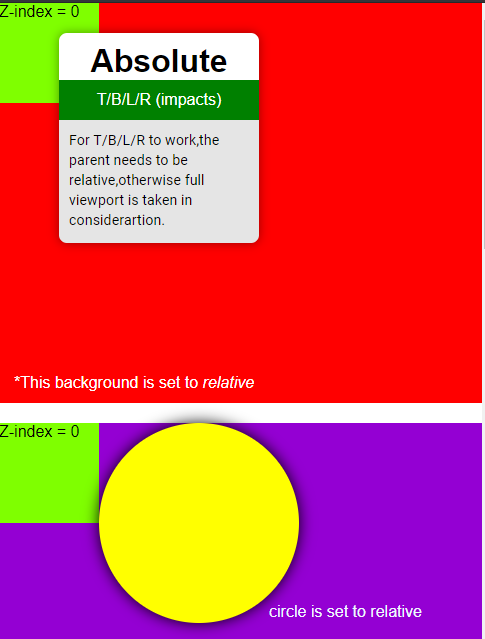 Z-index = 0
Absolute
T/B/L/R (impacts)
For T/B/L/R to work,the
parent needs to be
relative,otherwise full
viewport is taken in
considerartion.
*This background is set to relative
Z-index = 0
circle is set to relative